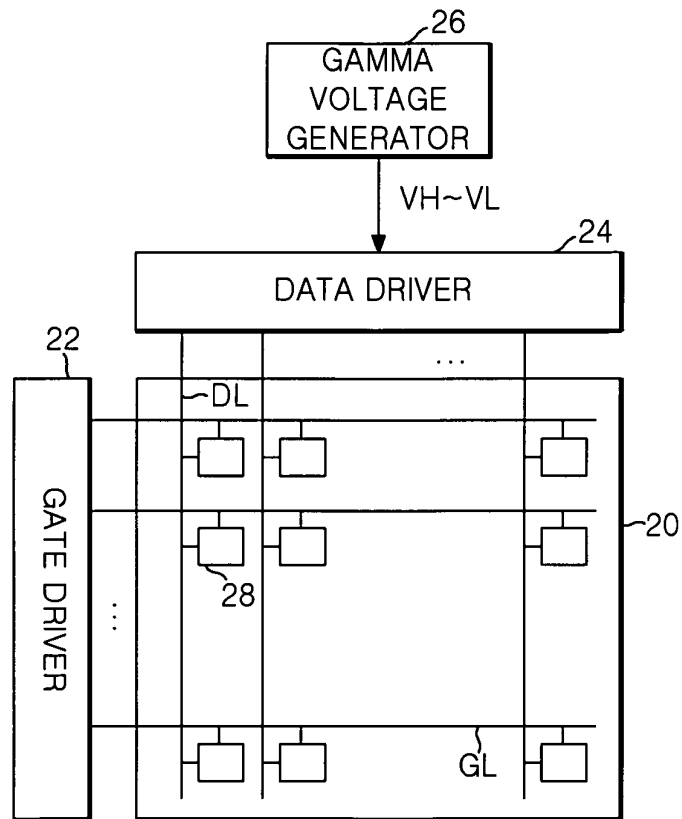 26
GAMMA
VOLTAGE
GENERATOR
VH~VL
24
DATA DRIVER
22
...
DL
GATE DRIVER
20
28
...
GL